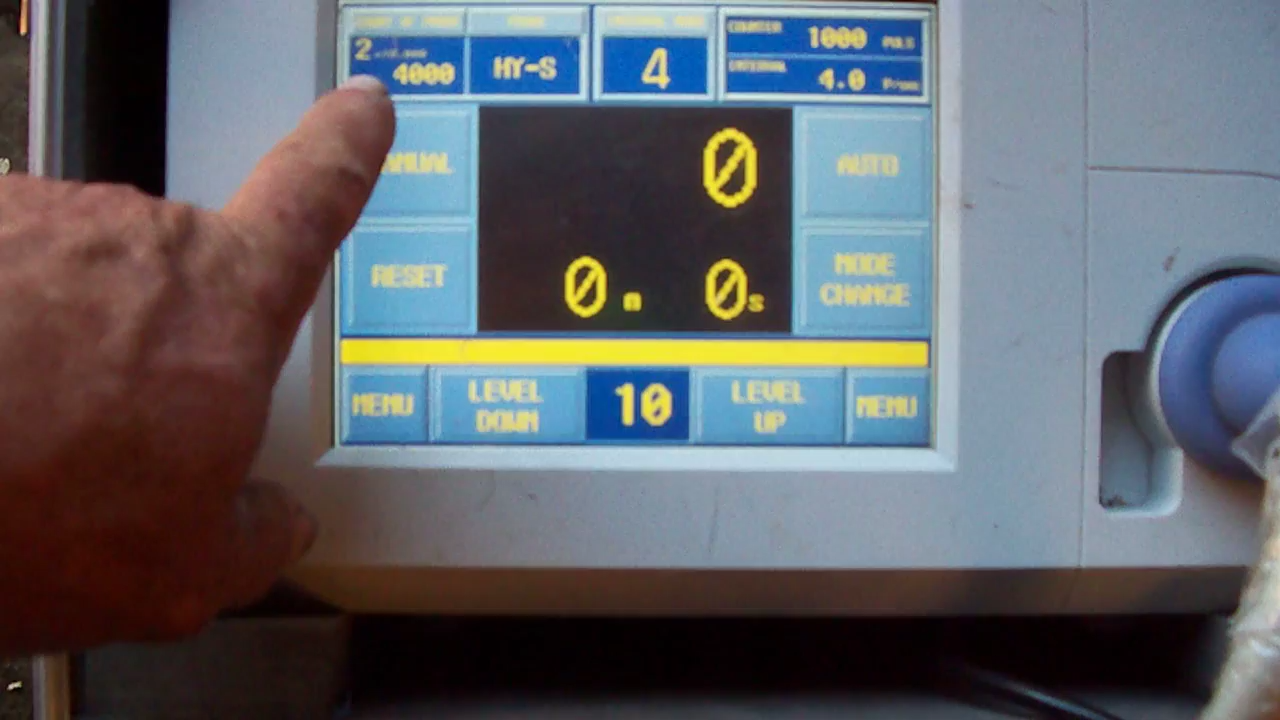 COUNTER 1000 PULS
2
4000
HY-S
4
INTERVAL 4.0
0
AUTO
RESET
0 m 0 s
MODE
CHANGE
MENU
LEVEL
DOWN
10
LEVEL
UP
MENU